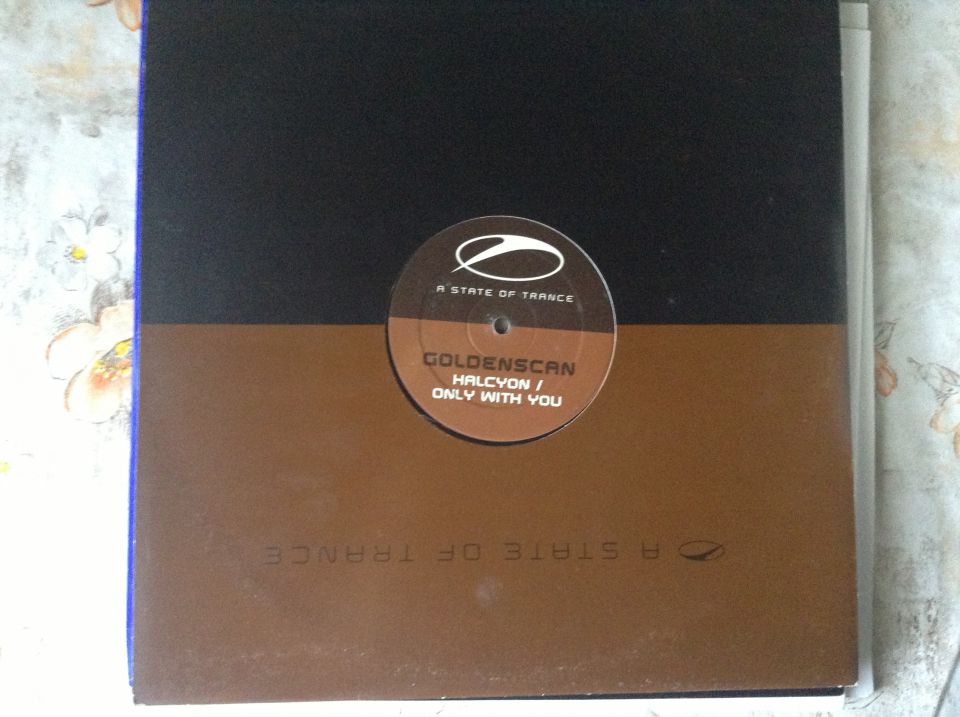 A STATE OF TRANCE
GOLDENSCAN
HALCYON /
ONLY WITH YOU
A STATE OF TRANCE